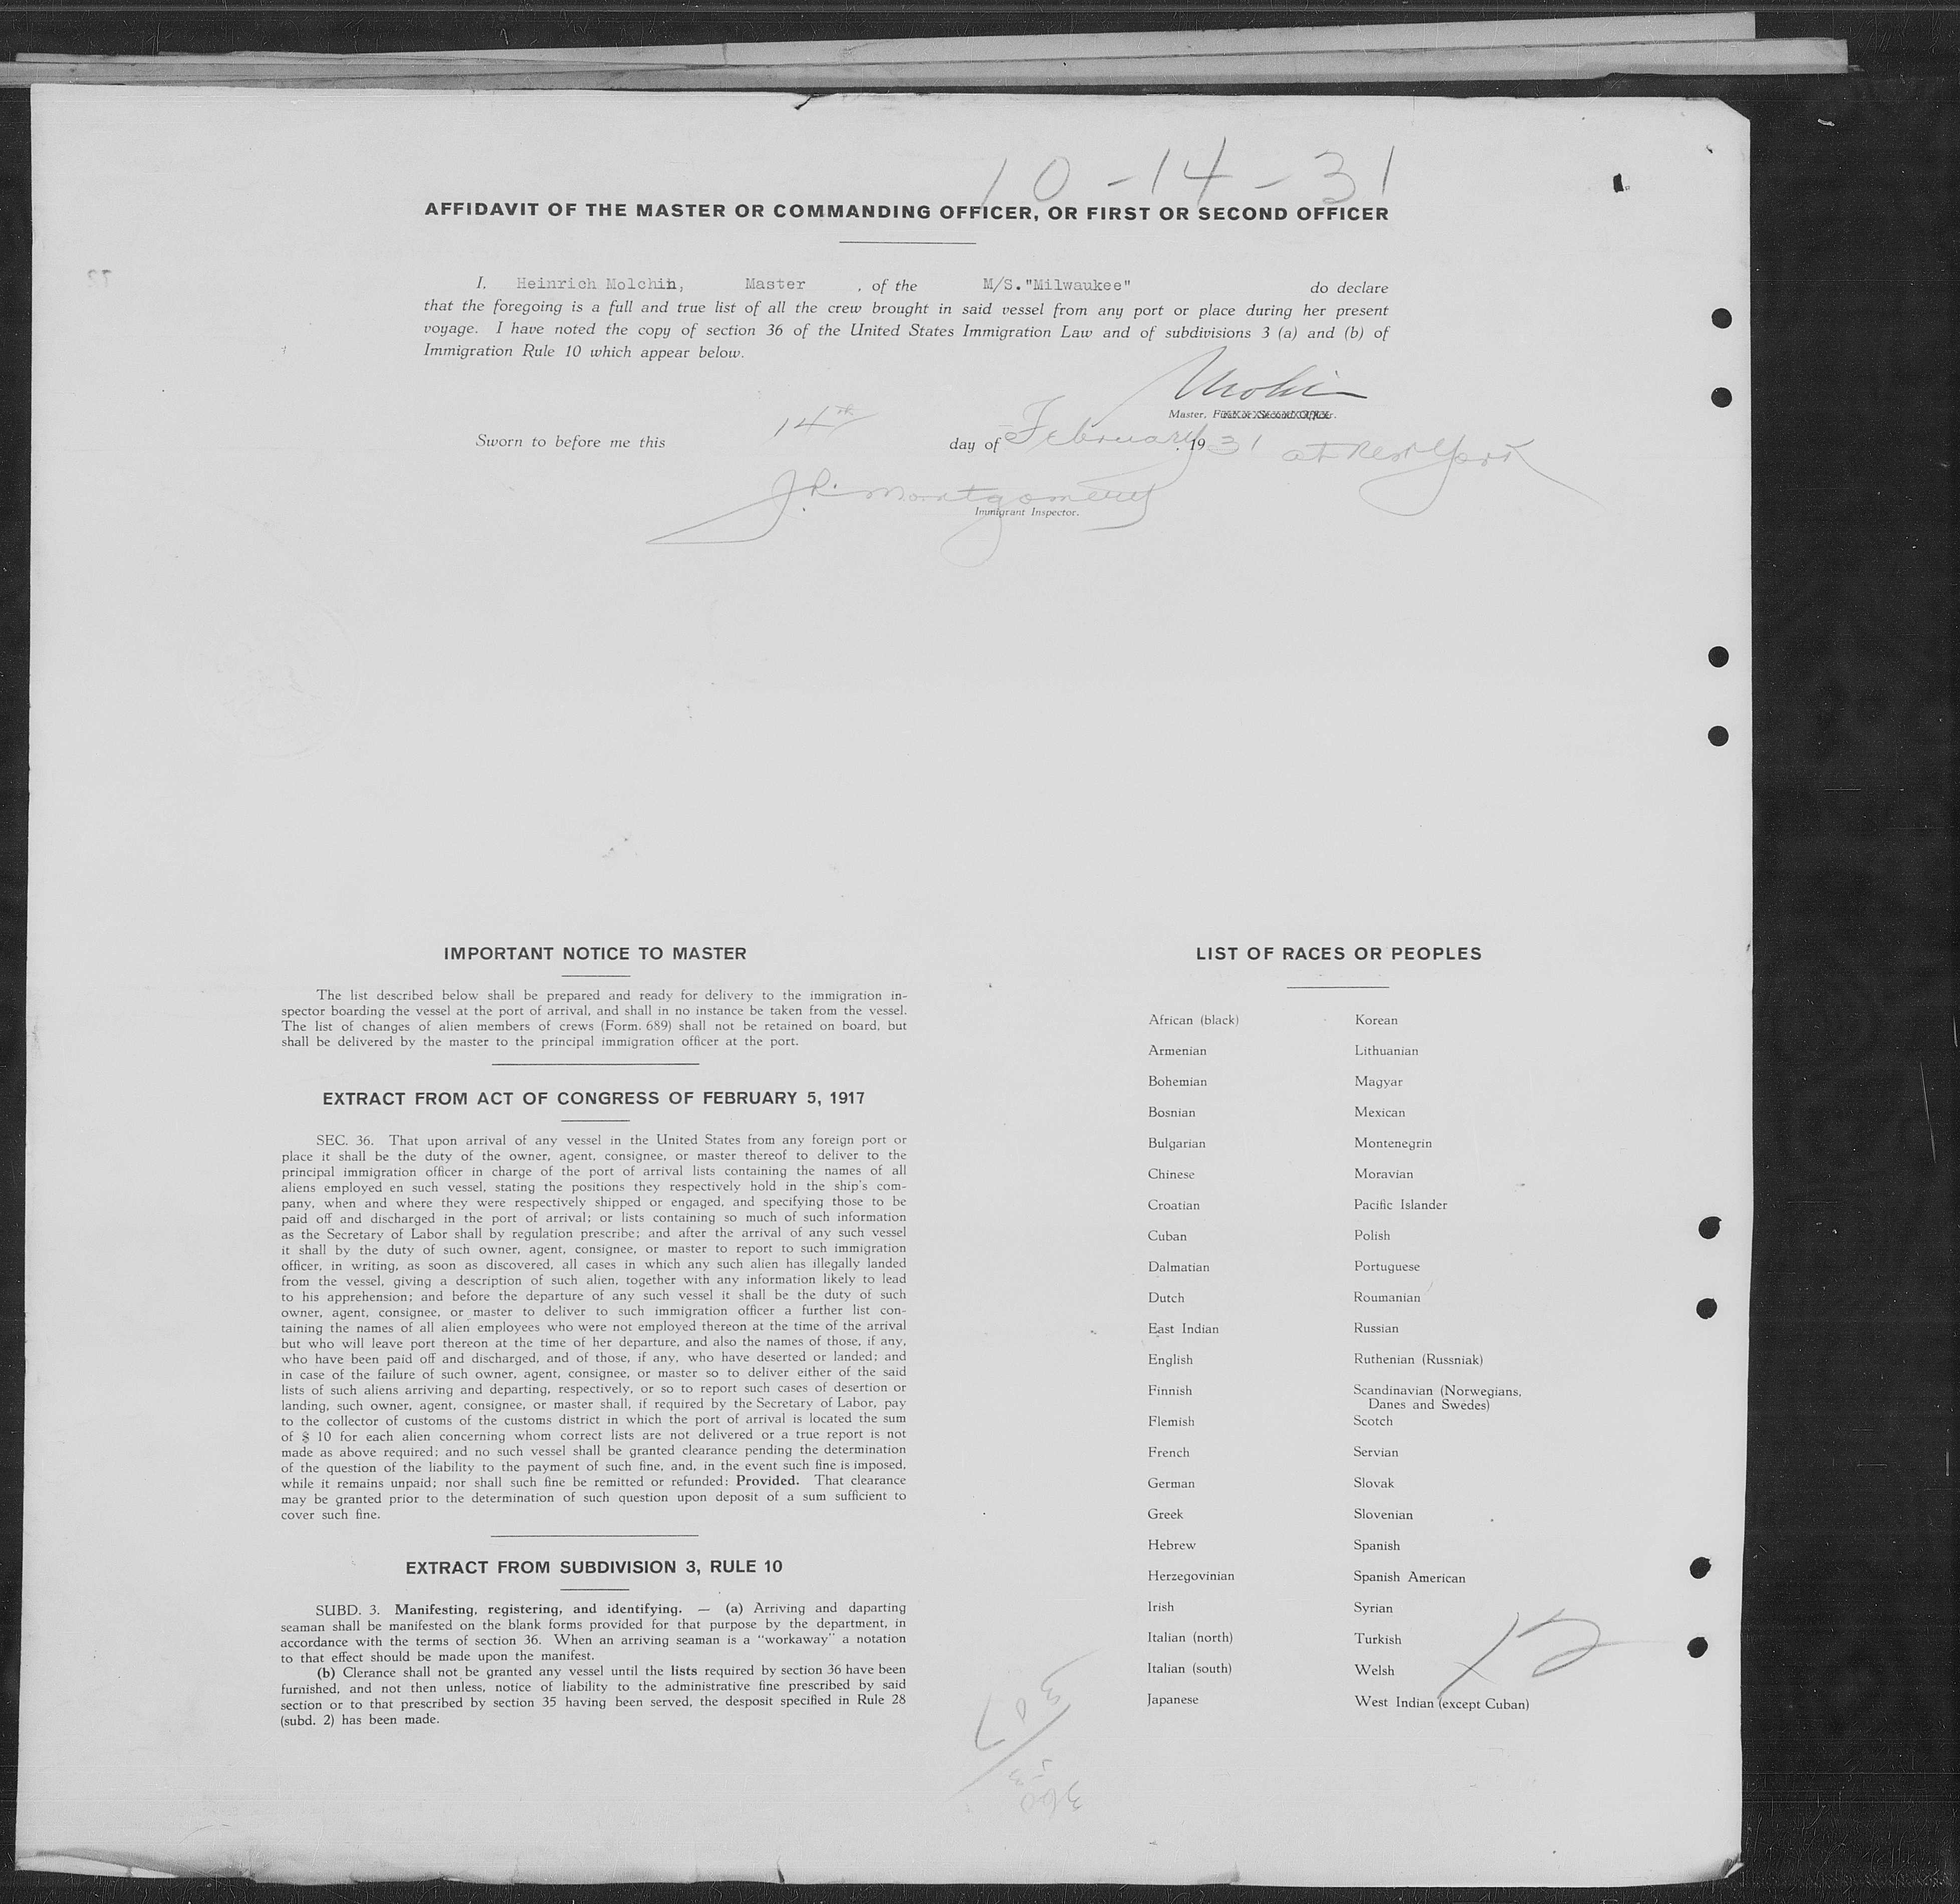 10-14-31
AFFIDAVIT OF THE MASTER OR COMMANDING OFFICER, OR FIRST OR SECOND OFFICER
I, Heinrich Molchin, Master , of the M/S."Milwaukee" do declare
that the foregoing is a full and true list of all the crew brought in said vessel from any port or place during her present
voyage. I have noted the copy of section 36 of the United States Immigration Law and of subdivisions 3 (a) and (b) of
Immigration Rule 10 which appear below.
Master,
Sworn to before me this 14th day of February, 1931 at New York
J.R. Montgomery
Immigrant Inspector.
IMPORTANT NOTICE TO MASTER
The list described below shall be prepared and ready for delivery to the immigration in-
spector boarding the vessel at the port of arrival, and shall in no instance be taken from the vessel.
The list of changes of alien members of crews (Form. 689) shall not be retained on board, but
shall be delivered by the master to the principal immigration officer at the port.
EXTRACT FROM ACT OF CONGRESS OF FEBRUARY 5, 1917
SEC. 36. That upon arrival of any vessel in the United States from any foreign port or
place it shall be the duty of the owner, agent, consignee, or master thereof to deliver to the
principal immigration officer in charge of the port of arrival lists containing the names of all
aliens employed en such vessel, stating the positions they respectively hold in the ship's com-
pany, when and where they were respectively shipped or engaged, and specifying those to be
paid off and discharged in the port of arrival; or lists containing so much of such information
as the Secretary of Labor shall by regulation prescribe; and after the arrival of any such vessel
it shall by the duty of such owner, agent, consignee, or master to report to such immigration
officer, in writing, as soon as discovered, all cases in which any such alien has illegally landed
from the vessel, giving a description of such alien, together with any information likely to lead
to his apprehension; and before the departure of any such vessel it shall be the duty of such
owner, agent, consignee, or master to deliver to such immigration officer a further list con-
taining the names of all alien employees who were not employed thereon at the time of the arrival
but who will leave port thereon at the time of her departure, and also the names of those, if any,
who have been paid off and discharged, and of those, if any, who have deserted or landed; and
in case of the failure of such owner, agent, consignee, or master so to deliver either of the said
lists of such aliens arriving and departing, respectively, or so to report such cases of desertion or
landing, such owner, agent, consignee, or master shall, if required by the Secretary of Labor, pay
to the collector of customs of the customs district in which the port of arrival is located the sum
of $ 10 for each alien concerning whom correct lists are not delivered or a true report is not
made as above required; and no such vessel shall be granted clearance pending the determination
of the question of the liability to the payment of such fine, and, in the event such fine is imposed,
while it remains unpaid; nor shall such fine be remitted or refunded: Provided. That clearance
may be granted prior to the determination of such question upon deposit of a sum sufficient to
cover such fine.
EXTRACT FROM SUBDIVISION 3, RULE 10
SUBD. 3. Manifesting, registering, and identifying. — (a) Arriving and daparting
seaman shall be manifested on the blank forms provided for that purpose by the department, in
accordance with the terms of section 36. When an arriving seaman is a "workaway" a notation
to that effect should be made upon the manifest.
(b) Clerance shall not be granted any vessel until the lists required by section 36 have been
furnished, and not then unless, notice of liability to the administrative fine prescribed by said
section or to that prescribed by section 35 having been served, the desposit specified in Rule 28
(subd. 2) has been made.
LIST OF RACES OR PEOPLES
African (black)
Armenian
Bohemian
Bosnian
Bulgarian
Chinese
Croatian
Cuban
Dalmatian
Dutch
East Indian
English
Finnish
Flemish
French
German
Greek
Hebrew
Herzegovinian
Irish
Italian (north)
Italian (south)
Japanese
Korean
Lithuanian
Magyar
Mexican
Montenegrin
Moravian
Pacific Islander
Polish
Portuguese
Roumanian
Russian
Ruthenian (Russniak)
Scandinavian (Norwegians,
Danes and Swedes)
Scotch
Servian
Slovak
Slovenian
Spanish
Spanish American
Syrian
Turkish
Welsh
West Indian (except Cuban)
12